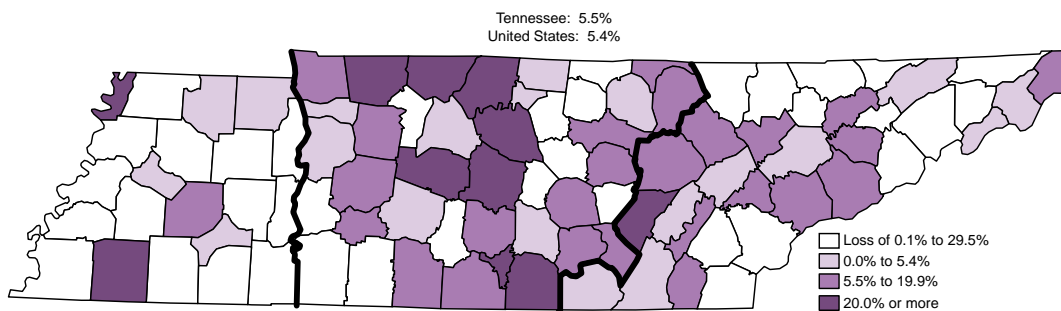 Tennessee: 5.5%
United States: 5.4%
Loss of 0.1% to 29.5%
0.0% to 5.4%
5.5% to 19.9%
20.0% or more